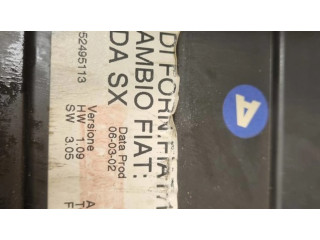 DI FORN.FIAT
AMBIO FIAT:
DA SX
52495113
Data Prod
06-03-02
Versione
HW 1.09
SW 3.05
A